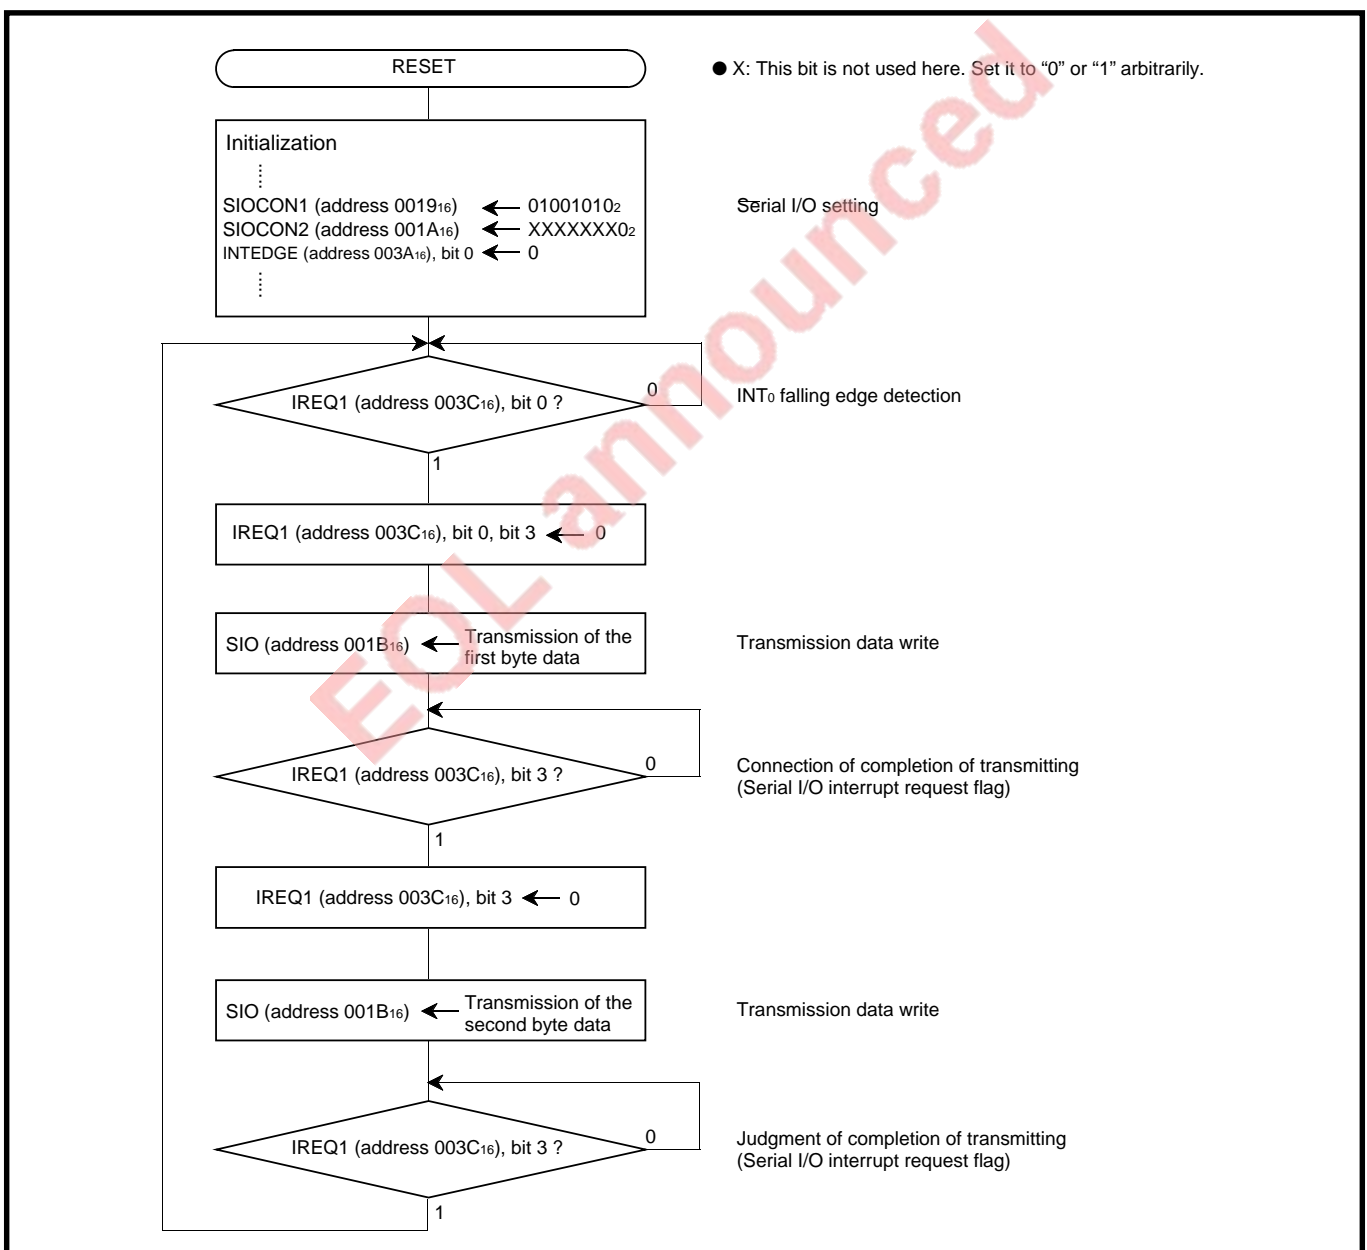 RESET
● X: This bit is not used here. Set it to “0” or “1” arbitrarily.
Initialization
SIOCON1 (address 0019₁₆) ← 01001010₂
Serial I/O setting
SIOCON2 (address 001A₁₆) ← XXXXXXX0₂
INTEDGE (address 003A₁₆), bit 0 ← 0
IREQ1 (address 003C₁₆), bit 0 ?
0
INT₀ falling edge detection
1
IREQ1 (address 003C₁₆), bit 0, bit 3 ← 0
SIO (address 001B₁₆) ← Transmission of the
first byte data
Transmission data write
IREQ1 (address 003C₁₆), bit 3 ?
0
Connection of completion of transmitting
(Serial I/O interrupt request flag)
1
IREQ1 (address 003C₁₆), bit 3 ← 0
SIO (address 001B₁₆) ← Transmission of the
second byte data
Transmission data write
IREQ1 (address 003C₁₆), bit 3 ?
0
Judgment of completion of transmitting
(Serial I/O interrupt request flag)
1
EOL announced